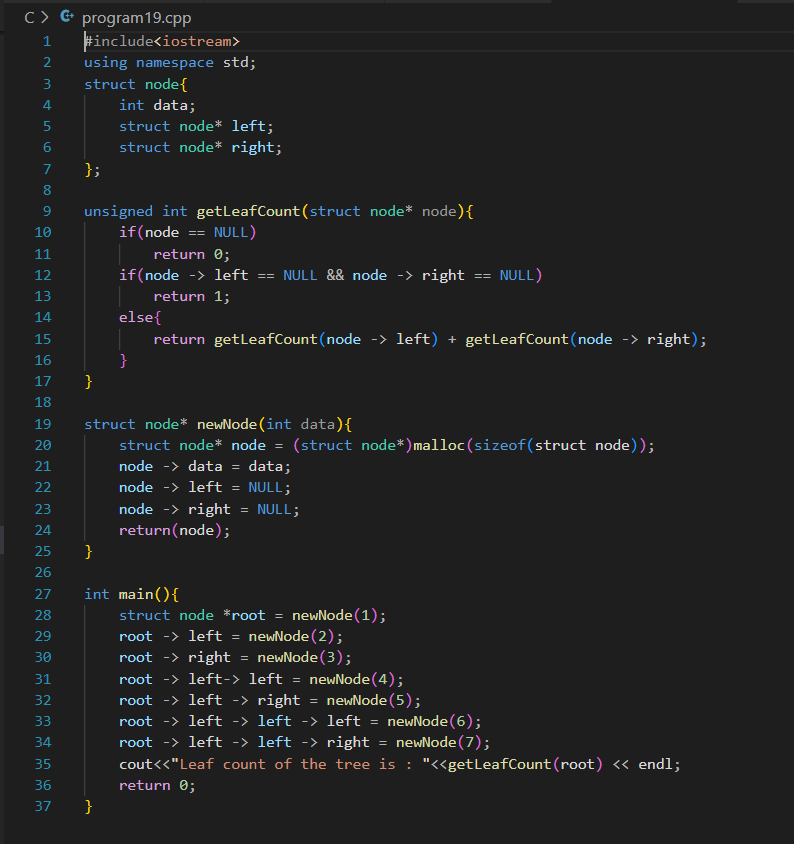 C > program19.cpp
1 #include<iostream>
2 using namespace std;
3 struct node{
4     int data;
5     struct node* left;
6     struct node* right;
7 };
8
9 unsigned int getLeafCount(struct node* node){
10     if(node == NULL)
11         return 0;
12     if(node -> left == NULL && node -> right == NULL)
13         return 1;
14     else{
15         return getLeafCount(node -> left) + getLeafCount(node -> right);
16     }
17 }
18
19 struct node* newNode(int data){
20     struct node* node = (struct node*)malloc(sizeof(struct node));
21     node -> data = data;
22     node -> left = NULL;
23     node -> right = NULL;
24     return(node);
25 }
26
27 int main(){
28     struct node *root = newNode(1);
29     root -> left = newNode(2);
30     root -> right = newNode(3);
31     root -> left-> left = newNode(4);
32     root -> left -> right = newNode(5);
33     root -> left -> left -> left = newNode(6);
34     root -> left -> left -> right = newNode(7);
35     cout<<"Leaf count of the tree is : "<<getLeafCount(root) << endl;
36     return 0;
37 }